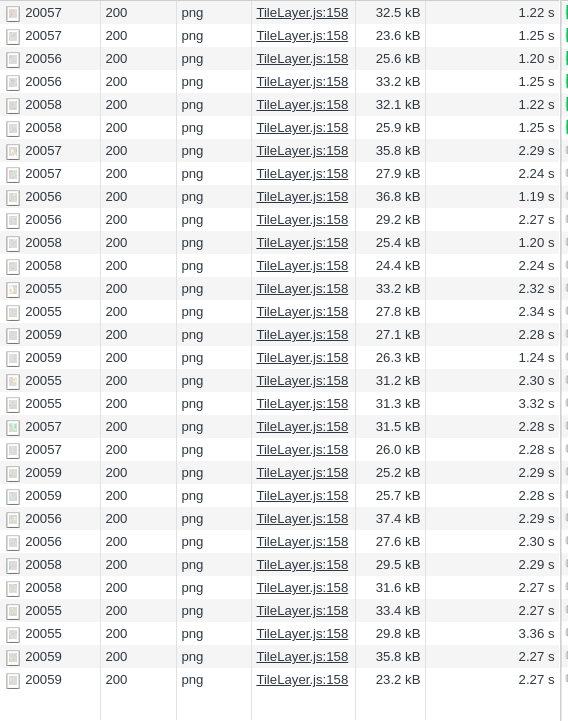 20057 200 png TileLayer.js:158 32.5 kB 1.22 s
20057 200 png TileLayer.js:158 23.6 kB 1.25 s
20056 200 png TileLayer.js:158 25.6 kB 1.20 s
20056 200 png TileLayer.js:158 33.2 kB 1.25 s
20058 200 png TileLayer.js:158 32.1 kB 1.22 s
20058 200 png TileLayer.js:158 25.9 kB 1.25 s
20057 200 png TileLayer.js:158 35.8 kB 2.29 s
20057 200 png TileLayer.js:158 27.9 kB 2.24 s
20056 200 png TileLayer.js:158 36.8 kB 1.19 s
20056 200 png TileLayer.js:158 29.2 kB 2.27 s
20058 200 png TileLayer.js:158 25.4 kB 1.20 s
20058 200 png TileLayer.js:158 24.4 kB 2.24 s
20055 200 png TileLayer.js:158 33.2 kB 2.32 s
20055 200 png TileLayer.js:158 27.8 kB 2.34 s
20059 200 png TileLayer.js:158 27.1 kB 2.28 s
20059 200 png TileLayer.js:158 26.3 kB 1.24 s
20055 200 png TileLayer.js:158 31.2 kB 2.30 s
20055 200 png TileLayer.js:158 31.3 kB 3.32 s
20057 200 png TileLayer.js:158 31.5 kB 2.28 s
20057 200 png TileLayer.js:158 26.0 kB 2.28 s
20059 200 png TileLayer.js:158 25.2 kB 2.29 s
20059 200 png TileLayer.js:158 25.7 kB 2.28 s
20056 200 png TileLayer.js:158 37.4 kB 2.29 s
20056 200 png TileLayer.js:158 27.6 kB 2.30 s
20058 200 png TileLayer.js:158 29.5 kB 2.29 s
20058 200 png TileLayer.js:158 31.6 kB 2.27 s
20055 200 png TileLayer.js:158 33.4 kB 2.27 s
20055 200 png TileLayer.js:158 29.8 kB 3.36 s
20059 200 png TileLayer.js:158 35.8 kB 2.27 s
20059 200 png TileLayer.js:158 23.2 kB 2.27 s